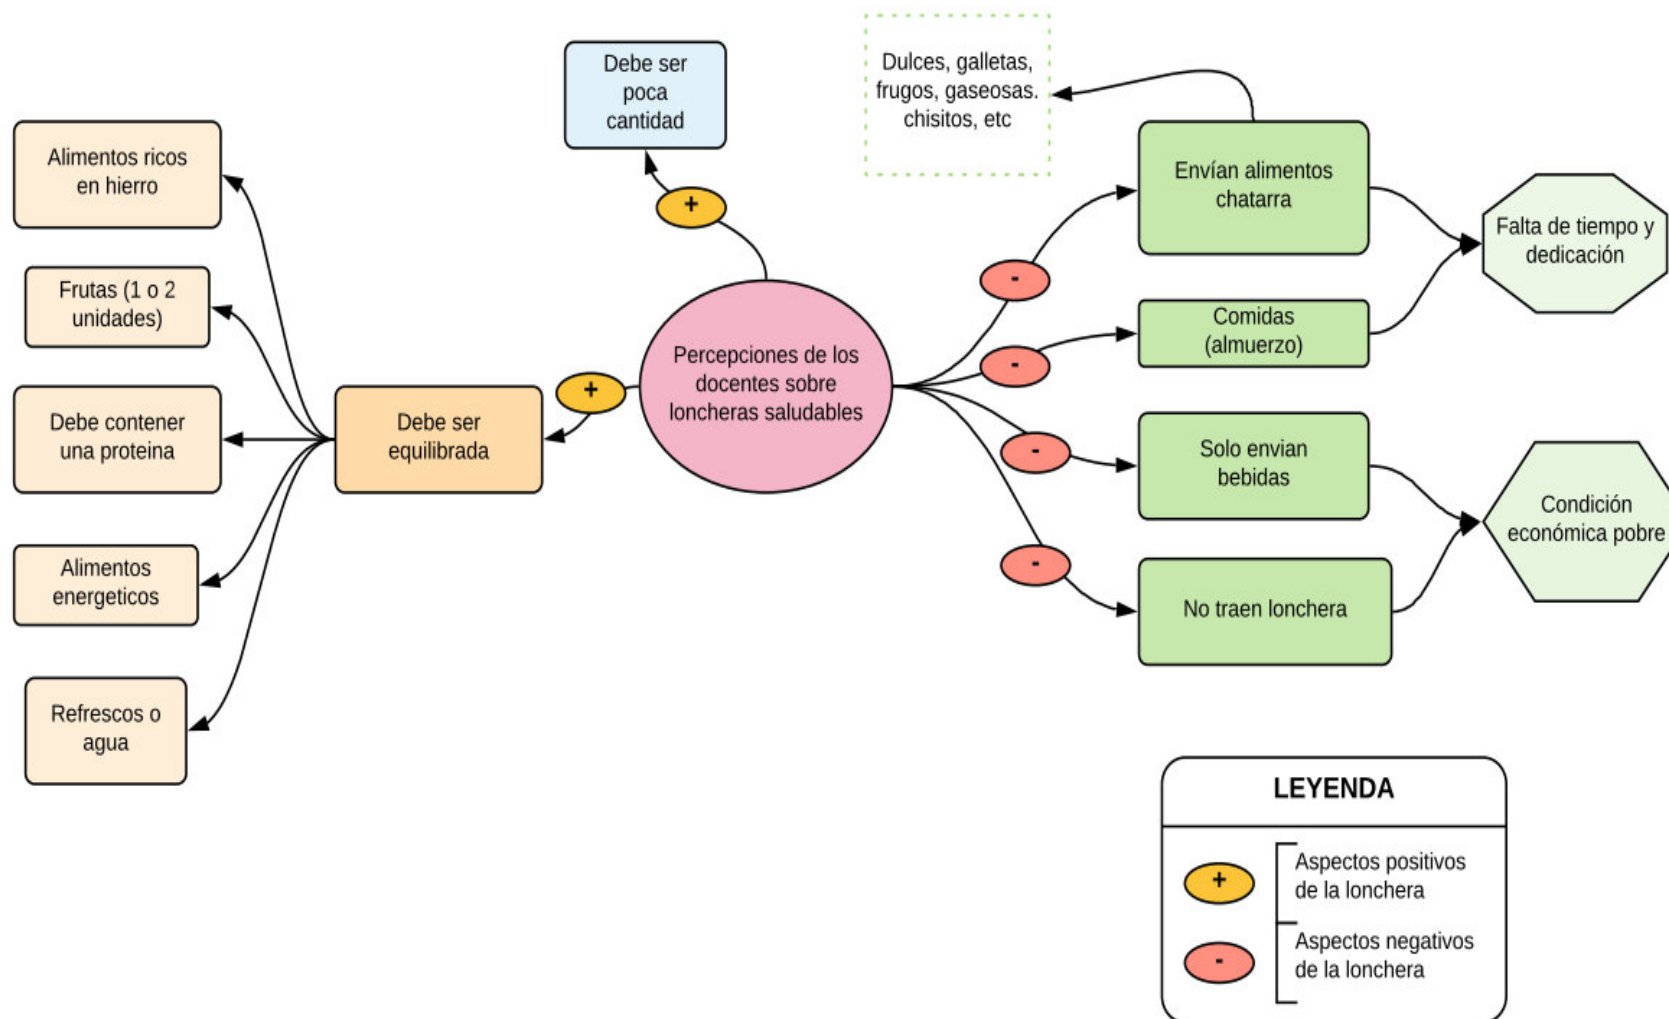 Debe ser
poca
cantidad
Dulces, galletas,
frugos, gaseosas.
chisitos, etc
Alimentos ricos
en hierro
Envían alimentos
chatarra
Falta de tiempo y
dedicación
Frutas (1 o 2
unidades)
+
-
Comidas
(almuerzo)
-
Percepciones de los
docentes sobre
loncheras saludables
+
Debe contener
una proteina
Debe ser
equilibrada
Solo envian
bebidas
-
Condición
económica pobre
Alimentos
energeticos
-
No traen lonchera
Refrescos o
agua
LEYENDA
+
Aspectos positivos
de la lonchera
-
Aspectos negativos
de la lonchera